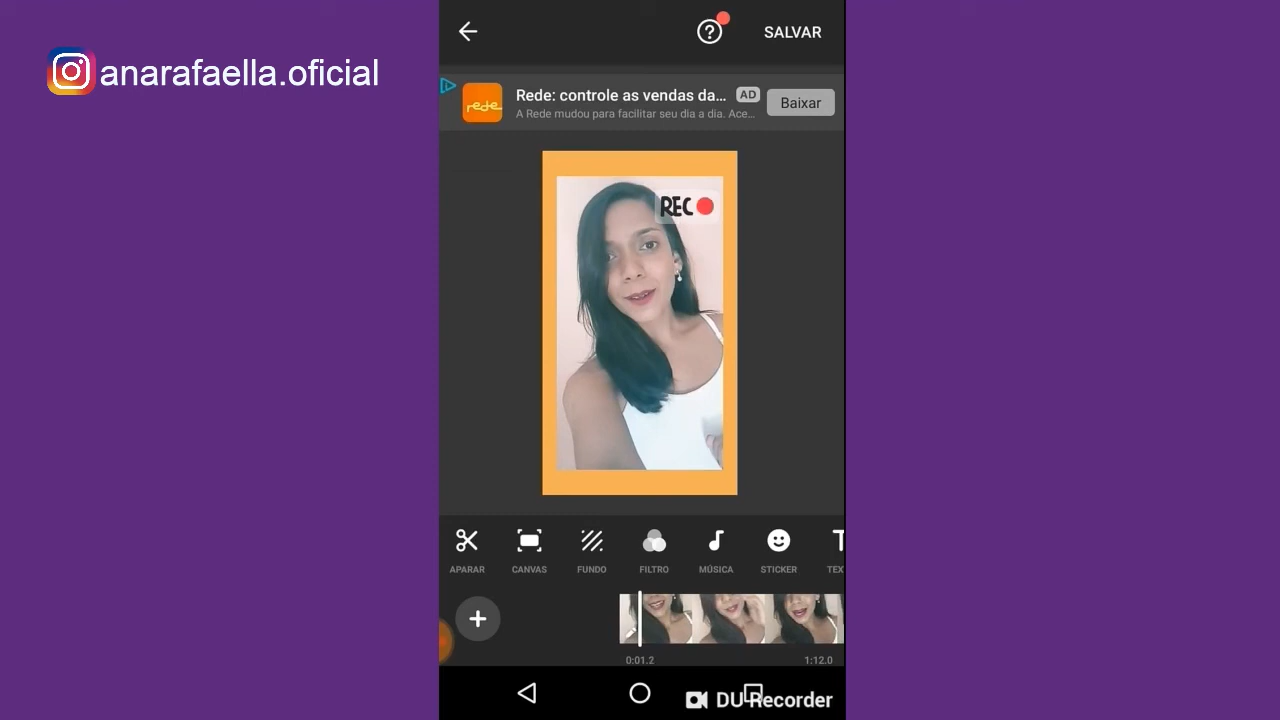 anarafaella.oficial
SALVAR
Rede: controle as vendas da...
AD
Baixar
rede
A Rede mudou para facilitar seu dia a dia. Ace...
REC
APARAR
CANVAS
FUNDO
FILTRO
MÚSICA
STICKER
TEX
0:01.2
1:12.0
DU Recorder